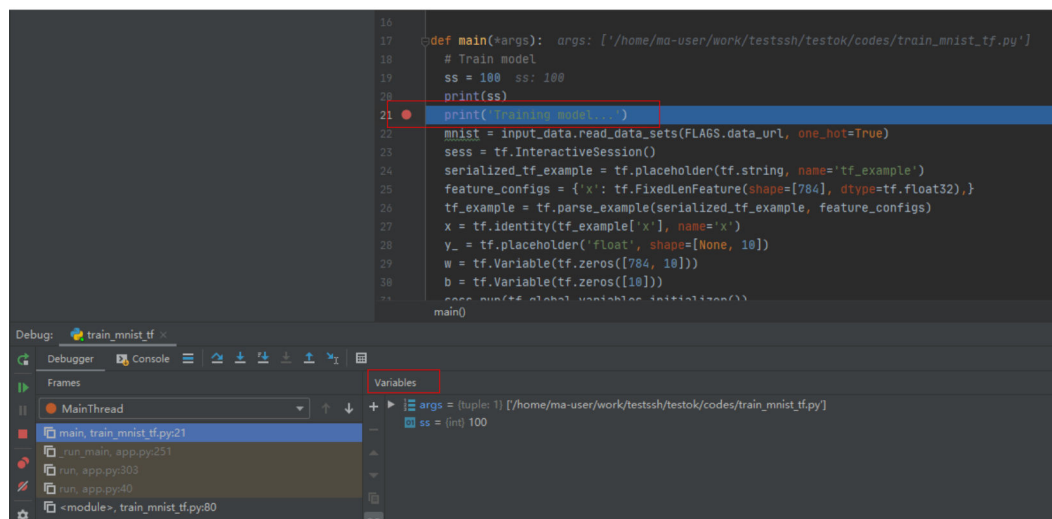 16
17 def main(*args): args: ['/home/ma-user/work/testssh/testok/codes/train_mnist_tf.py']
18 # Train model
19 ss = 100 ss: 100
20 print(ss)
21 print('Training model...')
22 mnist = input_data.read_data_sets(FLAGS.data_url, one_hot=True)
23 sess = tf.InteractiveSession()
24 serialized_tf_example = tf.placeholder(tf.string, name='tf_example')
25 feature_configs = {'x': tf.FixedLenFeature(shape=[784], dtype=tf.float32),}
26 tf_example = tf.parse_example(serialized_tf_example, feature_configs)
27 x = tf.identity(tf_example['x'], name='x')
28 y_ = tf.placeholder('float', shape=[None, 10])
29 w = tf.Variable(tf.zeros([784, 10]))
30 b = tf.Variable(tf.zeros([10]))
31 sess.run(tf.global_variables_initializer())
main()
Debug: train_mnist_tf
Debugger Console
Frames Variables
MainThread
args = (tuple: 1) ['/home/ma-user/work/testssh/testok/codes/train_mnist_tf.py']
ss = (int) 100
main, train_mnist_tf.py:21
_run_main, app.py:251
run, app.py:303
run, app.py:40
<module>, train_mnist_tf.py:80